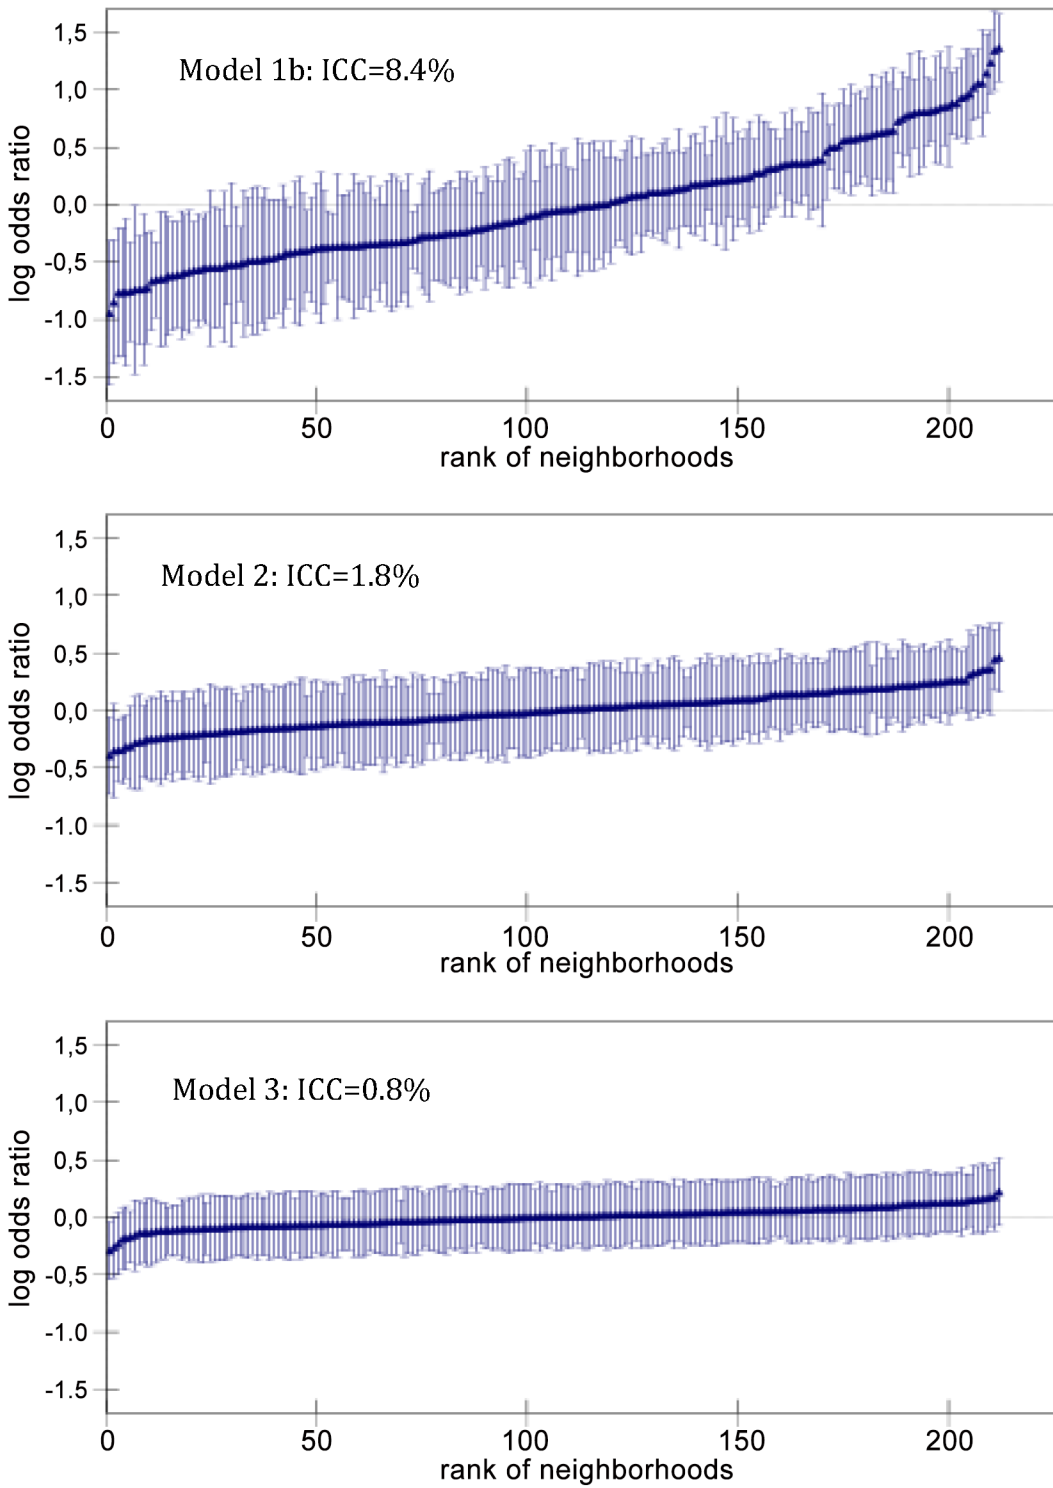 Model 1b: ICC=8.4%
log odds ratio
1,5
1,0
0,5
0,0
-0.5
-1.0
-1.5
0 50 100 150 200
rank of neighborhoods
Model 2: ICC=1.8%
log odds ratio
1,5
1,0
0,5
0,0
-0.5
-1.0
-1.5
0 50 100 150 200
rank of neighborhoods
Model 3: ICC=0.8%
log odds ratio
1,5
1,0
0,5
0,0
-0.5
-1.0
-1.5
0 50 100 150 200
rank of neighborhoods